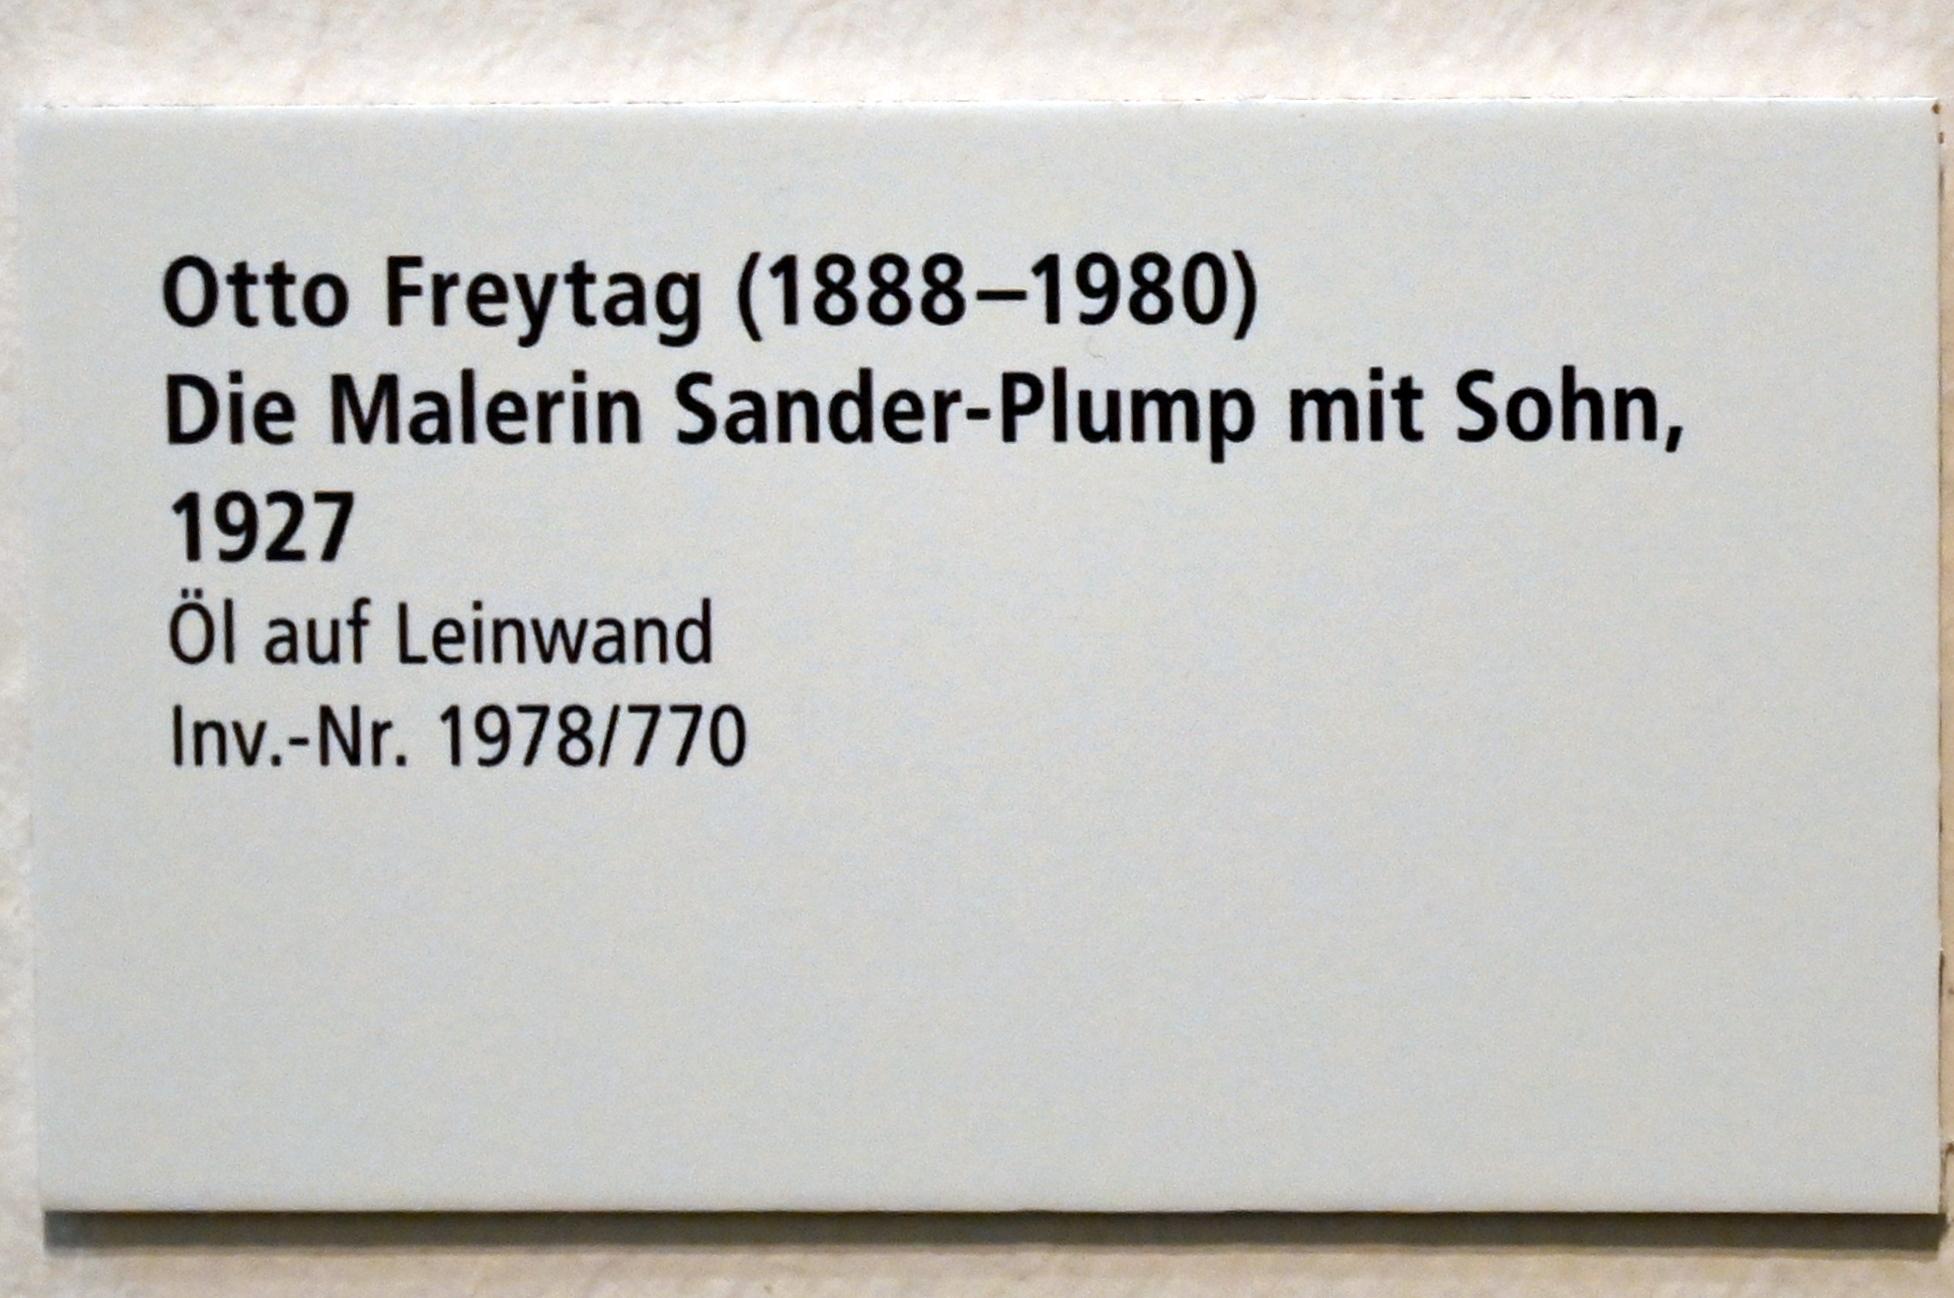 Otto Freytag (1888–1980)
Die Malerin Sander-Plump mit Sohn,
1927
Öl auf Leinwand
Inv.-Nr. 1978/770